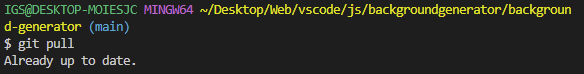 IGS@DESKTOP-MOIESJC MINGW64 ~/Desktop/Web/vscode/js/backgroundgenerator/backgroun
d-generator (main)
$ git pull
Already up to date.